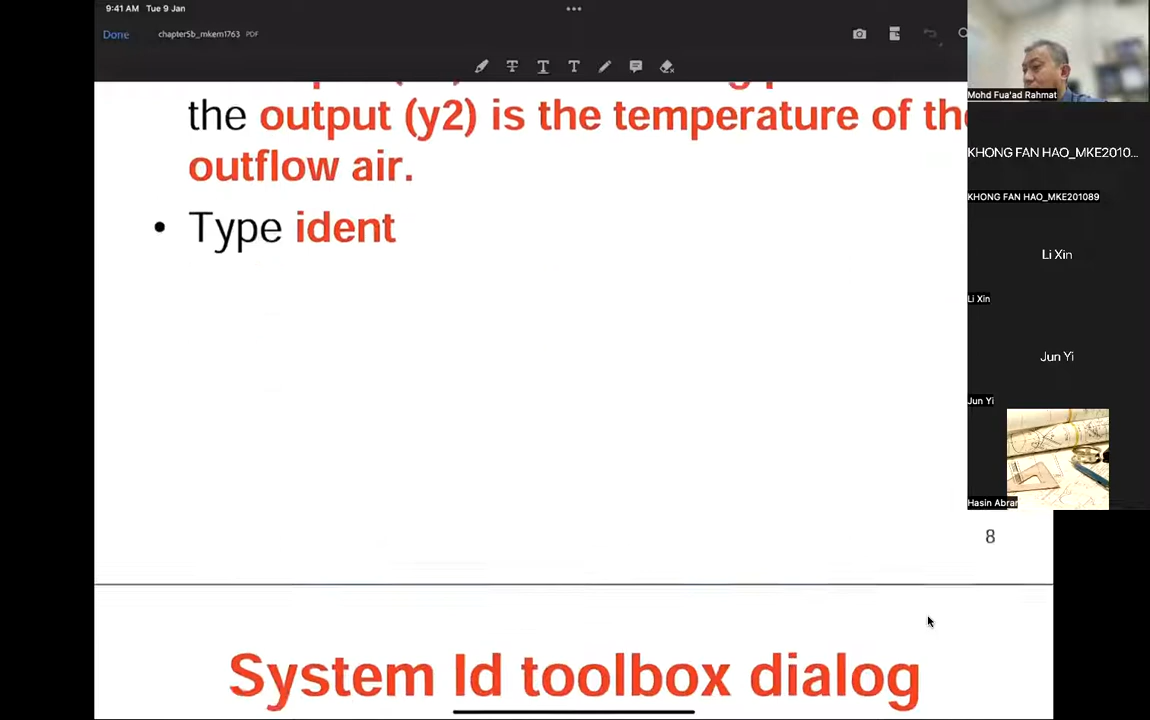 9:41 AM Tue 9 Jan
Done
chapter5b_mkem1763 PDF
the output (y2) is the temperature of the
outflow air.
• Type ident
8
System Id toolbox dialog
Mohd Fua'ad Rahmat
KHONG FAN HAO_MKE2010...
KHONG FAN HAO_MKE201089
Li Xin
Li Xin
Jun Yi
Jun Yi
Hasin Abrar